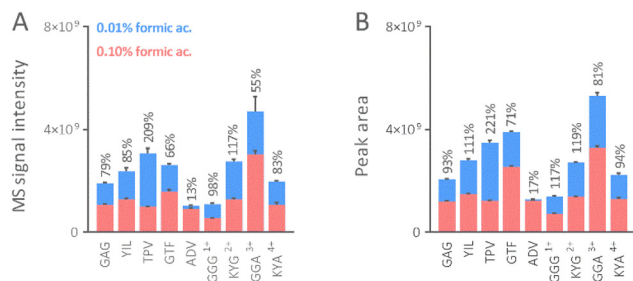 A
0.01% formic ac.
0.10% formic ac.
MS signal intensity
8×10⁹
4×10⁹
0
79%
85%
209%
66%
13%
98%
117%
55%
83%
GAG
YIL
TPV
GTF
ADV
GGG ¹⁺
KYG ²⁺
GGA ³⁺
KYA ⁴⁺
B
Peak area
8×10⁹
4×10⁹
0
93%
111%
221%
71%
17%
117%
119%
81%
94%
GAG
YIL
TPV
GTF
ADV
GGG ¹⁺
KYG ²⁺
GGA ³⁺
KYA ⁴⁺